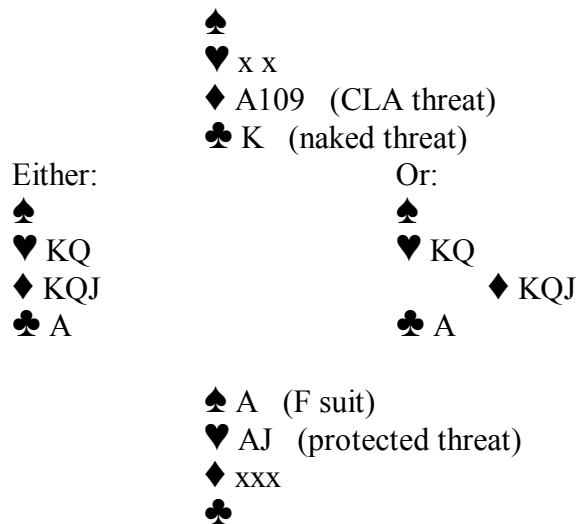 ♠
♥ x x
♦ A109 (CLA threat)
♣ K (naked threat)
Either: Or:
♠ ♠
♥ KQ ♥ KQ
♦ KQJ ♦ KQJ
♣ A ♣ A
♠ A (F suit)
♥ AJ (protected threat)
♦ xxx
♣